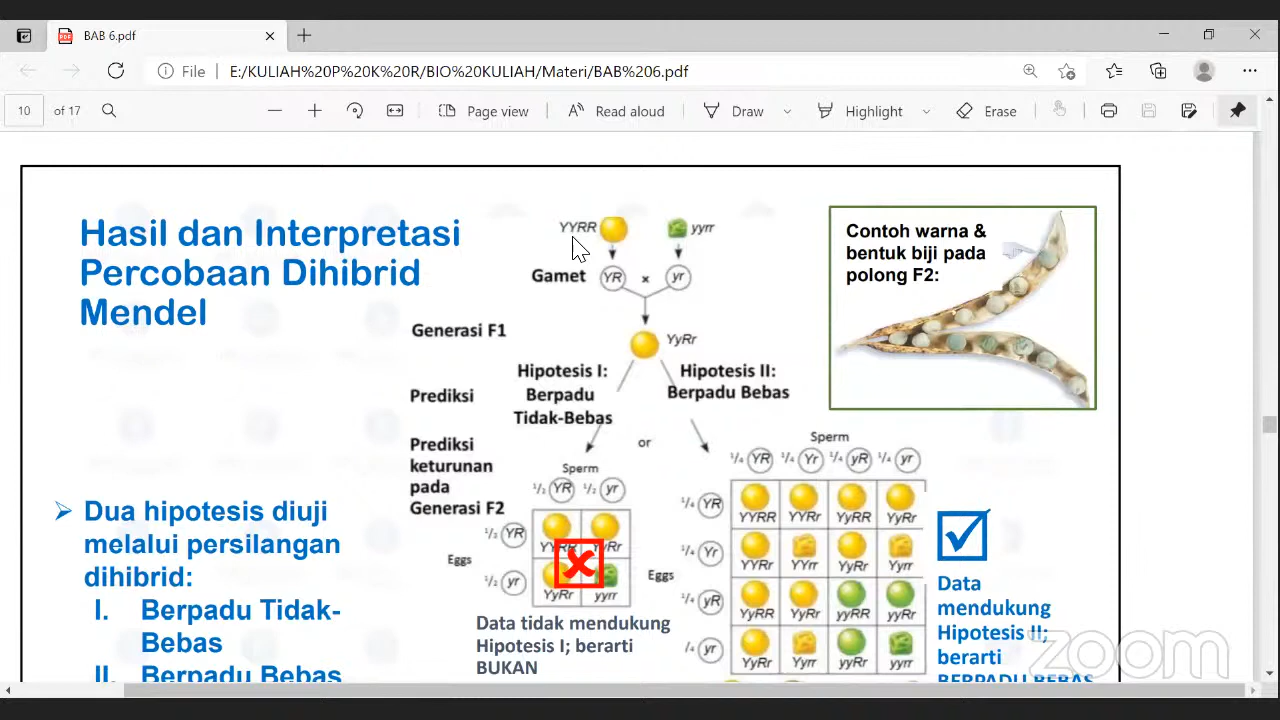 BAB 6.pdf
File
E:/KULIAH%20P%20K%20R/BIO%20KULIAH/Materi/BAB%206.pdf
10 of 17
Page view
Read aloud
Draw
Highlight
Erase
Hasil dan Interpretasi
Percobaan Dihibrid
Mendel
YYRR
yyrr
Gamet YR x yr
Generasi F1
YyRr
Hipotesis I:
Berpadu
Tidak-Bebas
Hipotesis II:
Berpadu Bebas
Prediksi
or
Prediksi
keturunan
pada
Generasi F2
Sperm
1/2 YR 1/2 yr
1/2 YR
Eggs
1/2 yr
YYRR YyRr
YyRr yyrr
Data tidak mendukung
Hipotesis I; berarti
BUKAN
Sperm
1/4 YR 1/4 Yr 1/4 yR 1/4 yr
1/4 YR
YYRR YYRr YyRR YyRr
1/4 Yr
YYRr YYrr YyRr Yyrr
Eggs
1/4 yR
YyRR YyRr yyRR yyRr
/4 yr
YyRr Yyrr yyRr yyrr
Data
mendukung
Hipotesis II;
berarti
BERPADU BEBAS
Contoh warna &
bentuk biji pada
polong F2:
➢ Dua hipotesis diuji
melalui persilangan
dihibrid:
I. Berpadu Tidak-
Bebas
II. Berpadu Bebas
zoom